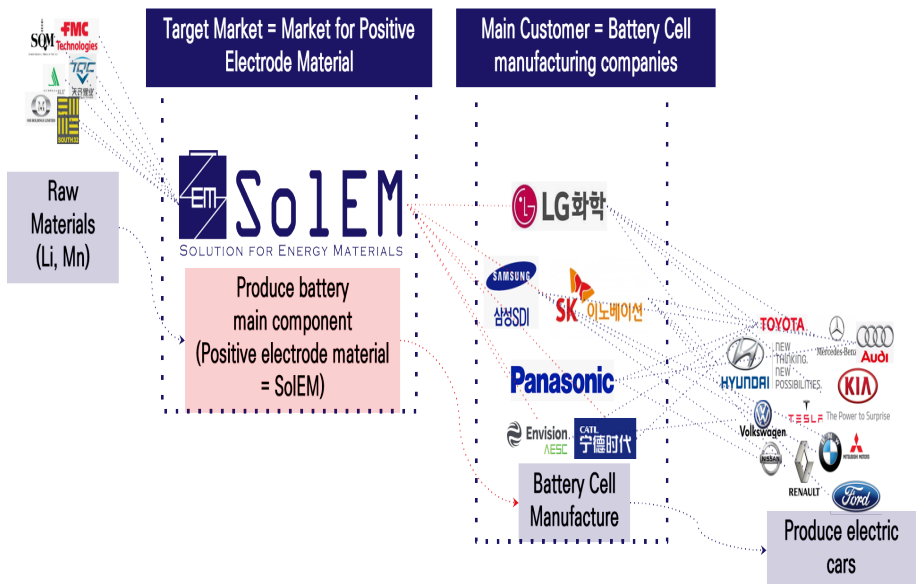 Target Market = Market for Positive
Electrode Material
Main Customer = Battery Cell
manufacturing companies
SQM
FMC
Technologies
TQC
天齐锂业
SOUTH32
Raw
Materials
(Li, Mn)
EM
SolEM
SOLUTION FOR ENERGY MATERIALS
Produce battery
main component
(Positive electrode material
= SolEM)
LG화학
SAMSUNG
삼성SDI
SK 이노베이션
Panasonic
Envision
AESC
CATL
宁德时代
Battery Cell
Manufacture
TOYOTA
Mercedes-Benz
Audi
HYUNDAI
NEW
THINKING.
NEW
POSSIBILITIES.
KIA
The Power to Surprise
TESLA
Volkswagen
NISSAN
RENAULT
BMW
MITSUBISHI MOTORS
Ford
Produce electric
cars